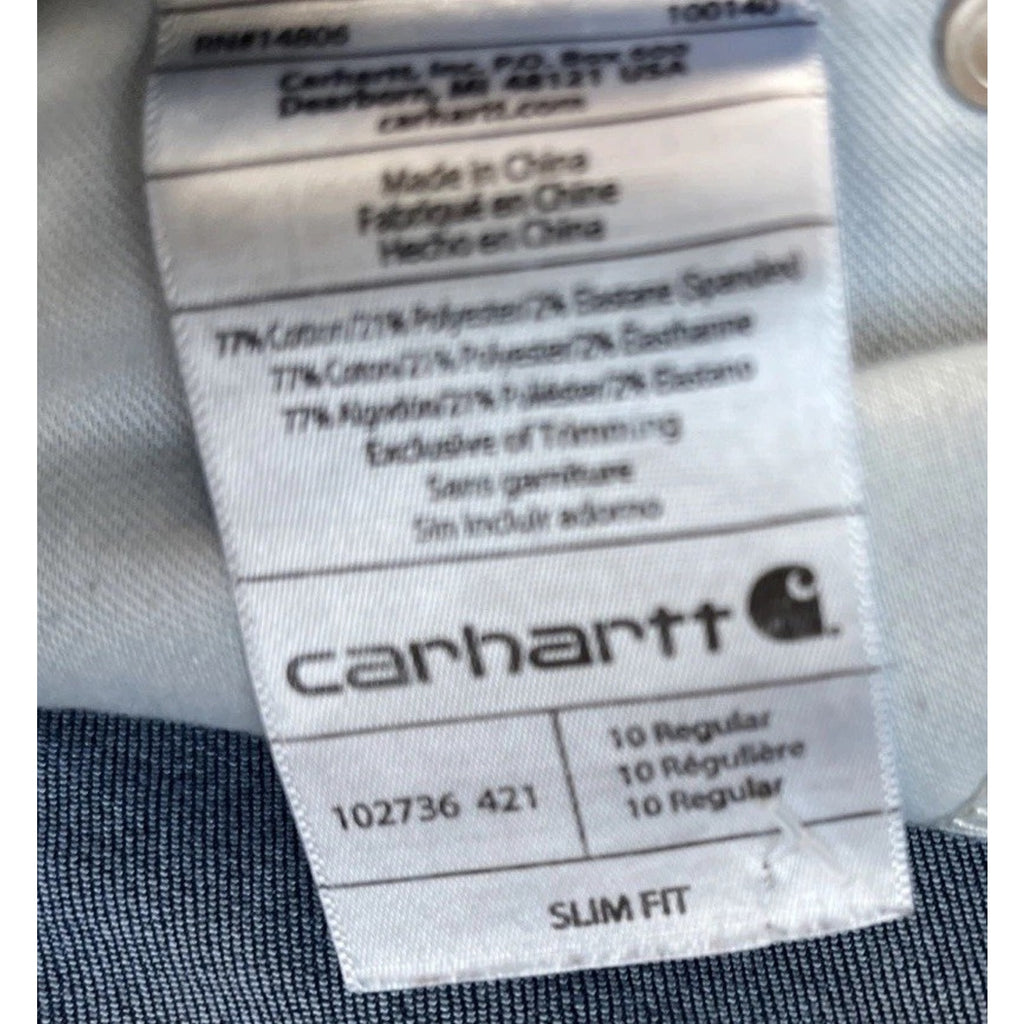 RN#14806
100140
Carhartt, Inc. P.O. Box 600
Dearborn, MI 48121 USA
carhartt.com
Made in China
Fabriqué en Chine
Hecho en China
77% Cotton/21% Polyester/2% Elastane (Spandex)
77% Coton/21% Polyester/2% Élasthanne
77% Algodón/21% Poliéster/2% Elastano
Exclusive of Trimming
Sans garniture
Sin incluir adorno
carhartt
102736 421
10 Regular
10 Régulière
10 Regular
SLIM FIT